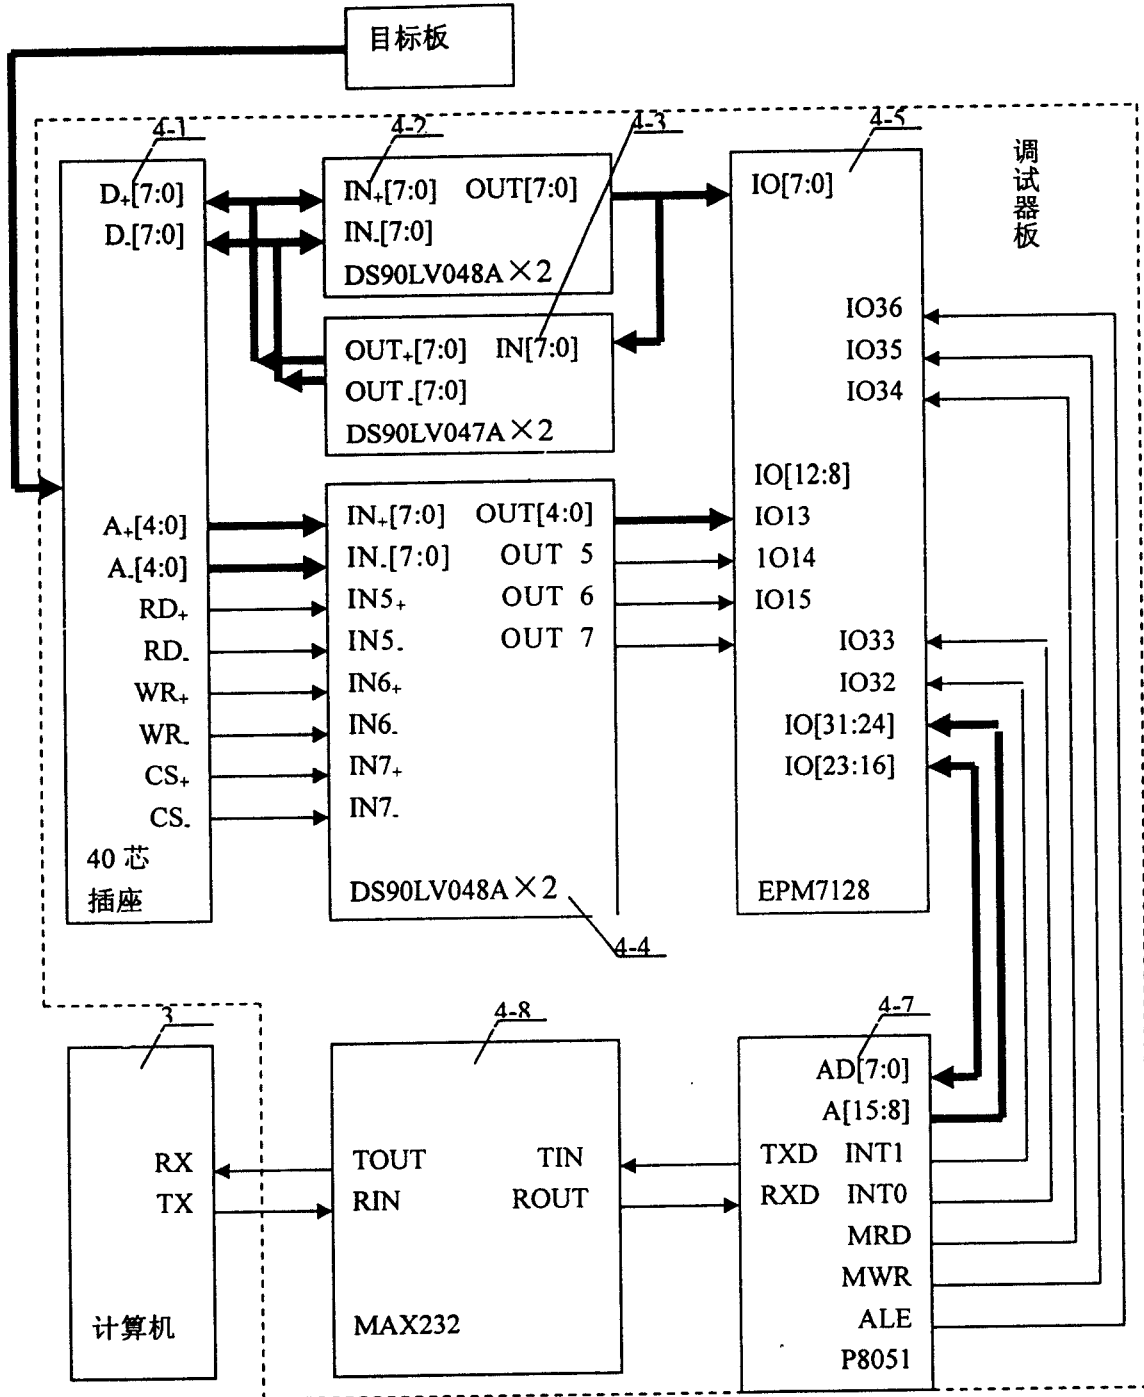 目标板
调试器板
4-1
D+[7:0]
D-[7:0]
A+[4:0]
A-[4:0]
RD+
RD-
WR+
WR-
CS+
CS-
40 芯
插座
4-2
IN+[7:0] OUT[7:0]
IN-[7:0]
DS90LV048A×2
4-3
OUT+[7:0] IN[7:0]
OUT-[7:0]
DS90LV047A×2
IN+[7:0] OUT[4:0]
IN-[7:0] OUT 5
IN5+ OUT 6
IN5- OUT 7
IN6+
IN6-
IN7+
IN7-
DS90LV048A×2
4-4
4-5
IO[7:0]
IO36
IO35
IO34
IO[12:8]
IO13
1O14
IO15
IO33
IO32
IO[31:24]
IO[23:16]
EPM7128
3
RX
TX
计算机
4-8
TOUT TIN
RIN ROUT
MAX232
4-7
AD[7:0]
A[15:8]
TXD INT1
RXD INT0
MRD
MWR
ALE
P8051